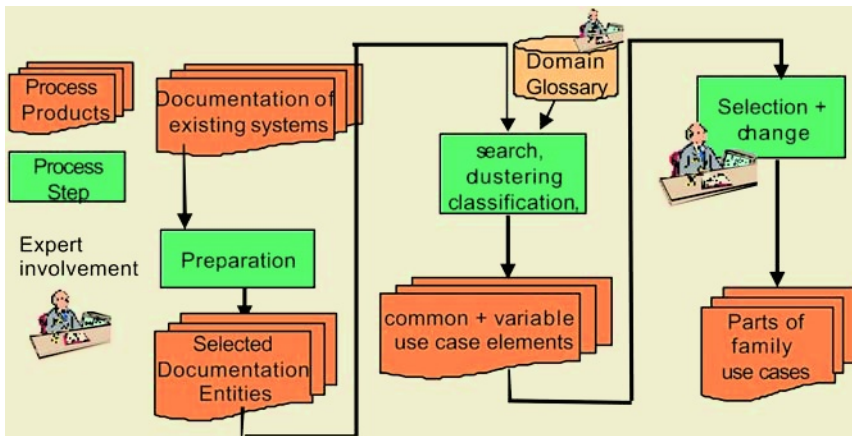 Process
Products
Process
Step
Expert
involvement
Documentation of
existing systems
Preparation
Selected
Documentation
Entities
Domain
Glossary
search,
dustering
classification,
common + variable
use case elements
Selection +
change
Parts of
family
use cases